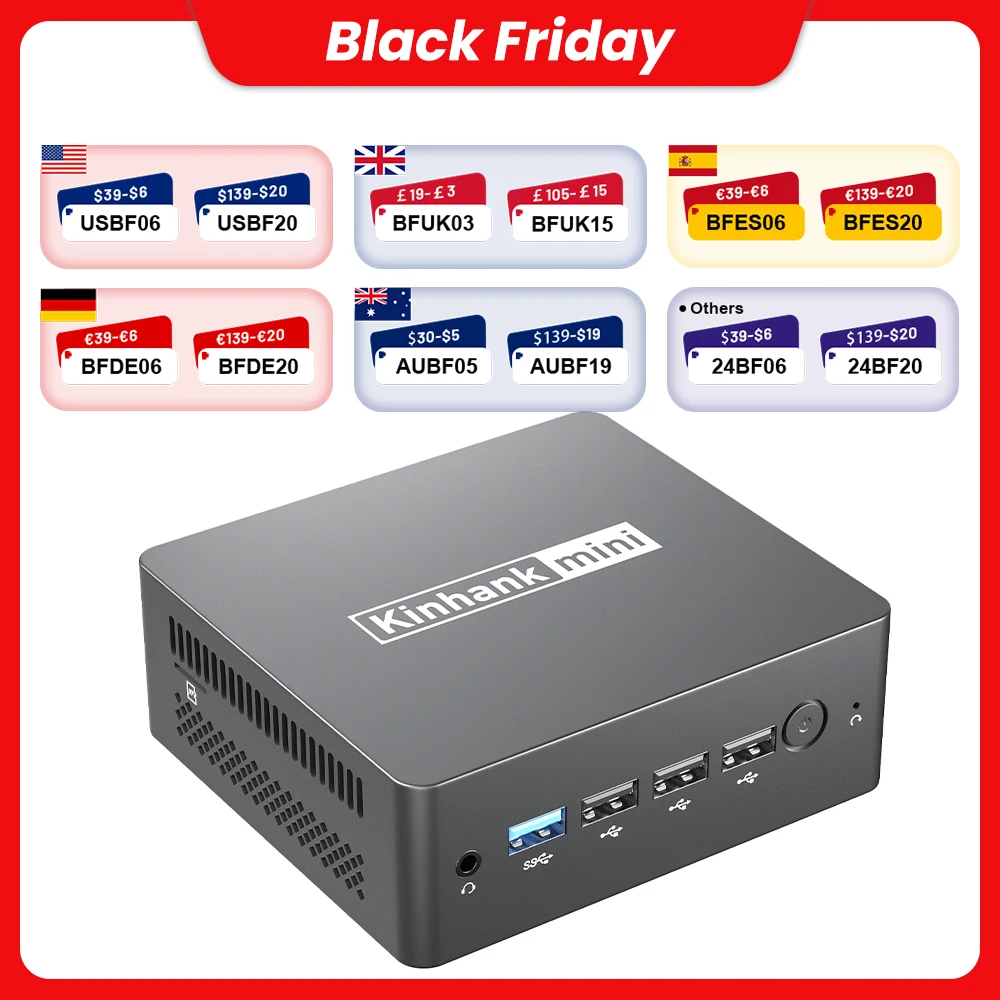 Black Friday
$39-$6
$139-$20
USBF06
USBF20
£19-£3
£105-£15
BFUK03
BFUK15
€39-€6
€139-€20
BFES06
BFES20
€39-€6
€139-€20
BFDE06
BFDE20
$30-$5
$139-$19
AUBF05
AUBF19
• Others
$39-$6
$139-$20
24BF06
24BF20
Kinhank mini
SS